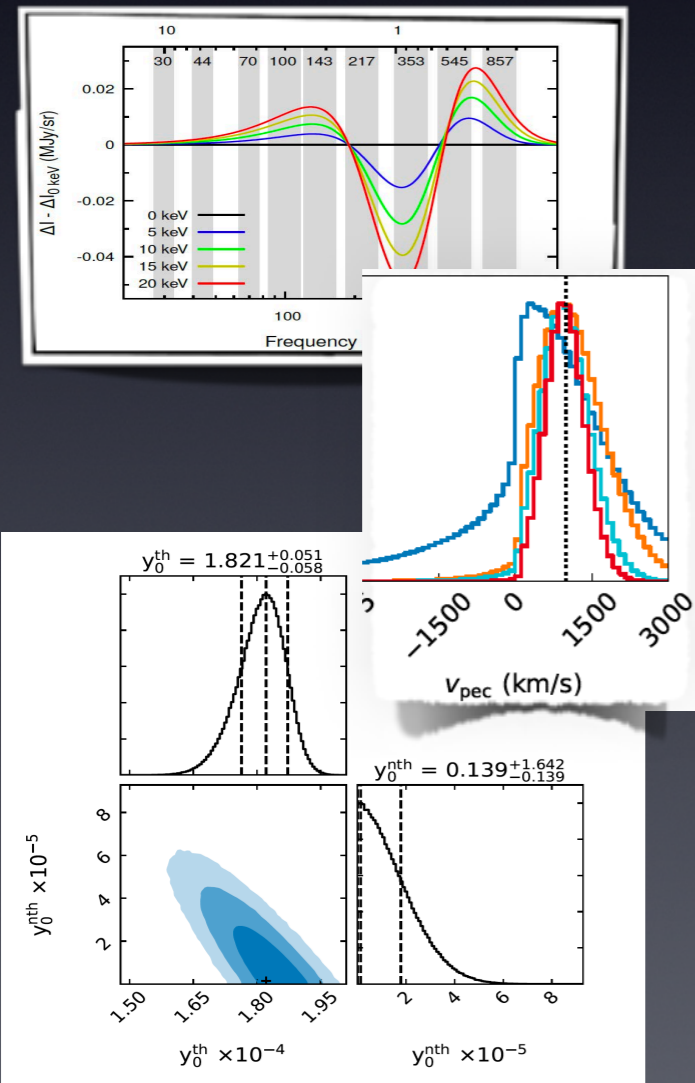 10 1
30 44 70 100 143 217 353 545 857
0.02
0
-0.02
-0.04
ΔI - ΔI0 keV (MJy/sr)
0 keV
5 keV
10 keV
15 keV
20 keV
100
Frequency
−1500 0 1500 3000
vpec (km/s)
y0th = 1.821+0.051−0.058
y0nth = 0.139+1.642−0.139
8
6
4
2
y0nth ×10−5
1.50 1.65 1.80 1.95
y0th ×10−4
2 4 6 8
y0nth ×10−5